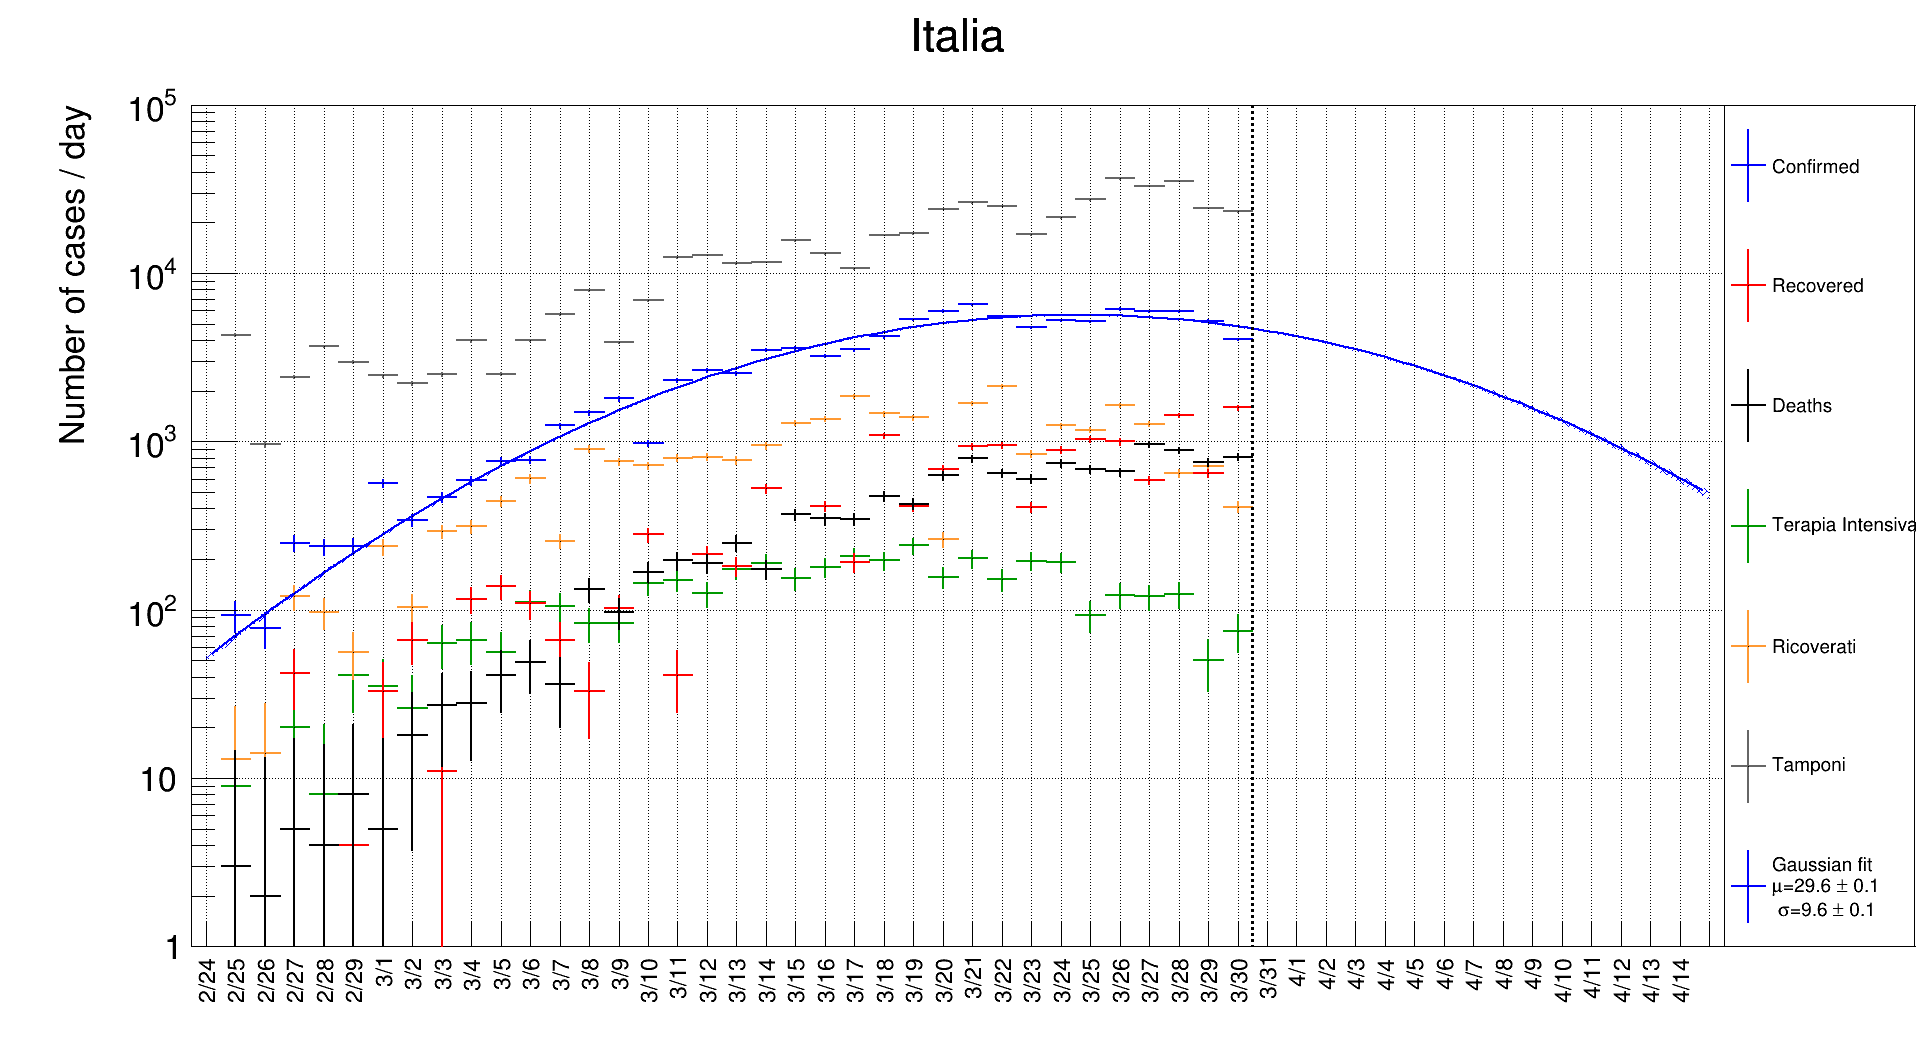 Italia
Number of cases / day
10^5
10^4
10^3
10^2
10
1
2/24 2/25 2/26 2/27 2/28 2/29 3/1 3/2 3/3 3/4 3/5 3/6 3/7 3/8 3/9 3/10 3/11 3/12 3/13 3/14 3/15 3/16 3/17 3/18 3/19 3/20 3/21 3/22 3/23 3/24 3/25 3/26 3/27 3/28 3/29 3/30 3/31 4/1 4/2 4/3 4/4 4/5 4/6 4/7 4/8 4/9 4/10 4/11 4/12 4/13 4/14
Confirmed
Recovered
Deaths
Terapia Intensiva
Ricoverati
Tamponi
Gaussian fit
μ=29.6 ± 0.1
σ=9.6 ± 0.1